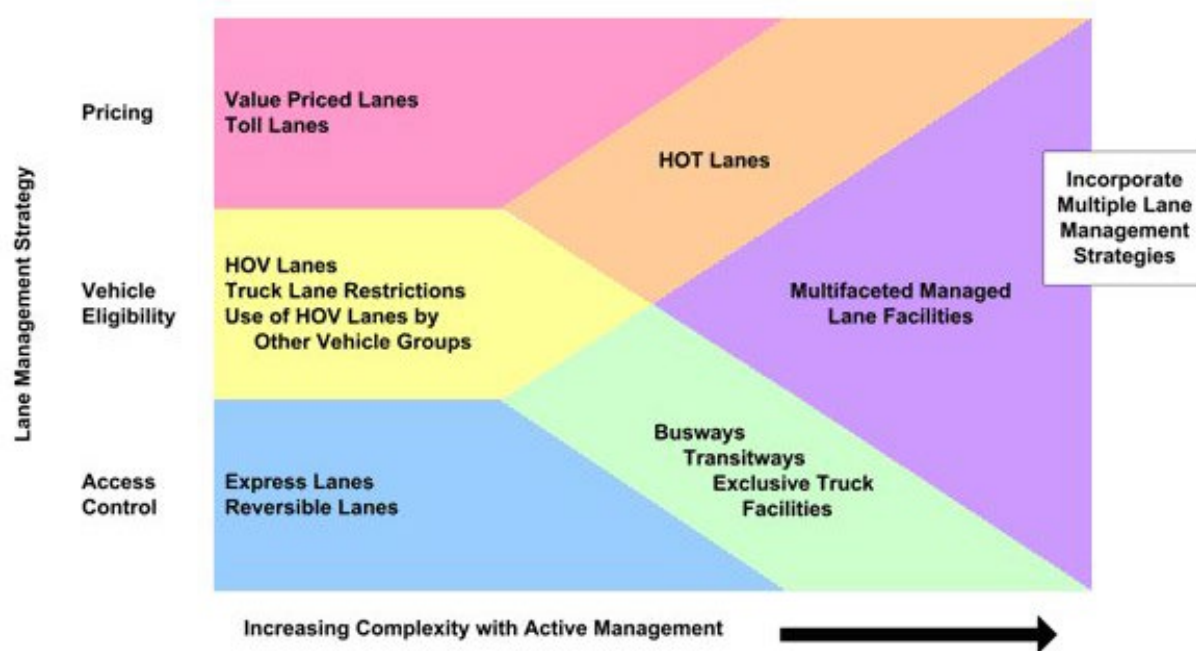 Lane Management Strategy
Pricing
Value Priced Lanes
Toll Lanes
HOT Lanes
Incorporate
Multiple Lane
Management
Strategies
Vehicle
Eligibility
HOV Lanes
Truck Lane Restrictions
Use of HOV Lanes by
Other Vehicle Groups
Multifaceted Managed
Lane Facilities
Access
Control
Express Lanes
Reversible Lanes
Busways
Transitways
Exclusive Truck
Facilities
Increasing Complexity with Active Management